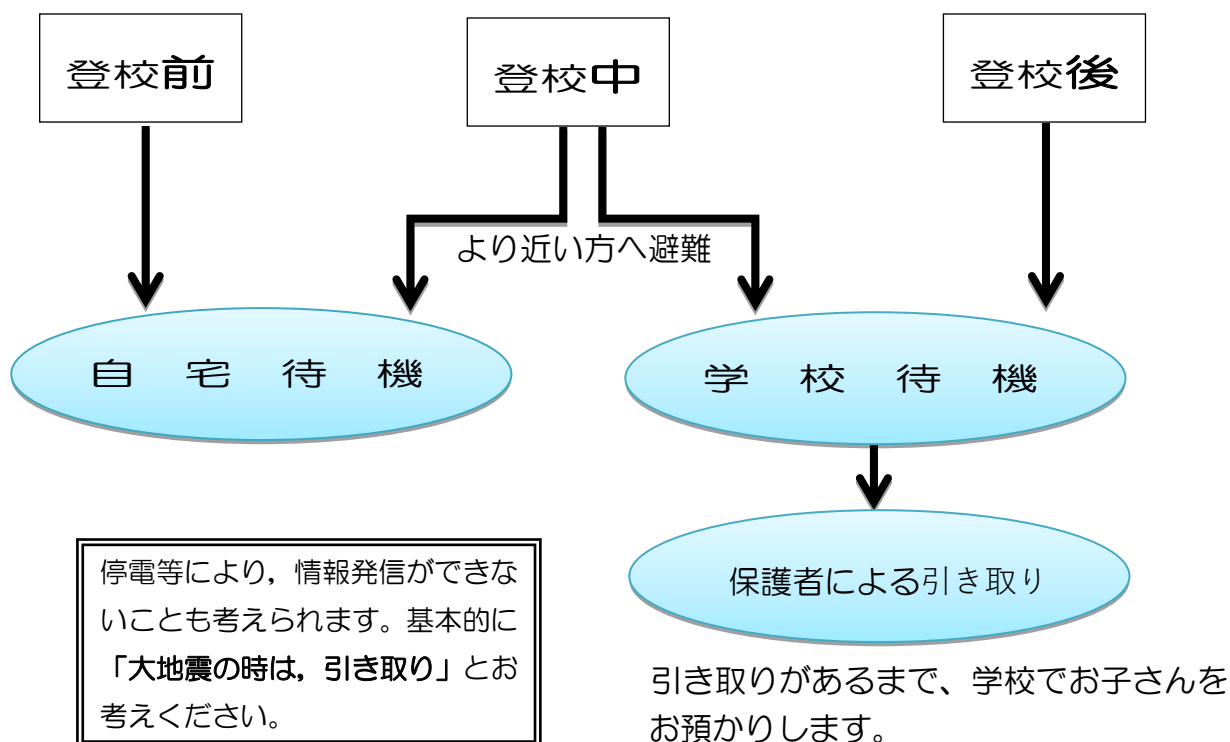 登校前
登校中
登校後
より近い方へ避難
自宅待機
学校待機
保護者による引き取り
停電等により，情報発信ができな
いことも考えられます。基本的に
「大地震の時は，引き取り」とお
考えください。
引き取りがあるまで、学校でお子さんを
お預かりします。